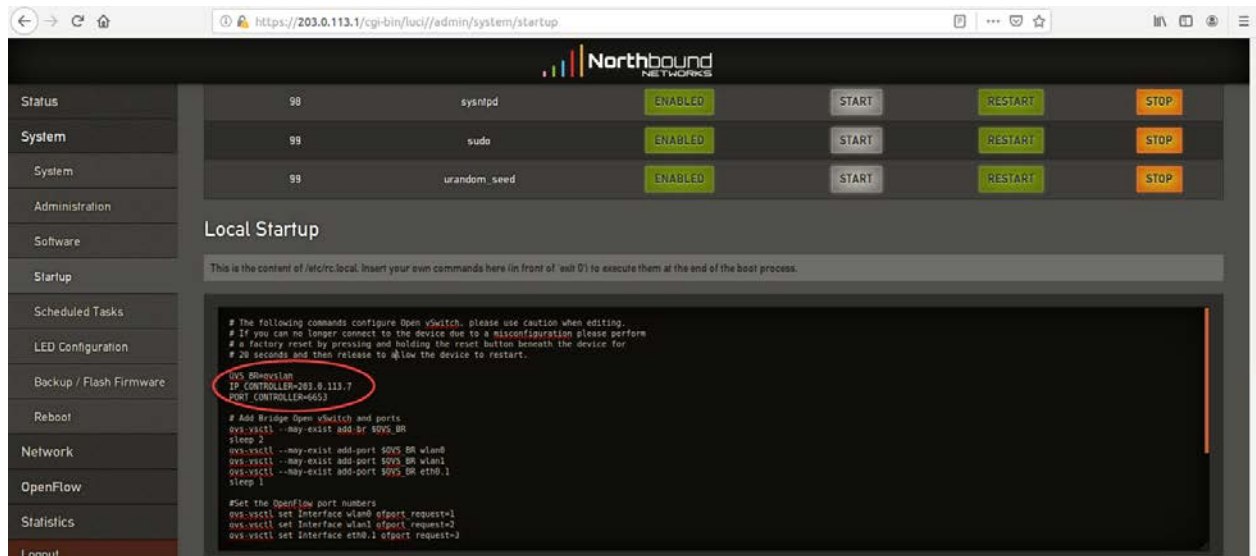 https://203.0.113.1/cgi-bin/luci//admin/system/startup
Northbound
NETWORKS
Status
System
System
Administration
Software
Startup
Scheduled Tasks
LED Configuration
Backup / Flash Firmware
Reboot
Network
OpenFlow
Statistics
Logout
98 sysntpd ENABLED START RESTART STOP
99 sudo ENABLED START RESTART STOP
99 urandom_seed ENABLED START RESTART STOP
Local Startup
This is the content of /etc/rc.local. Insert your own commands here (in front of 'exit 0') to execute them at the end of the boot process.
# The following commands configure Open vSwitch, please use caution when editing.
# If you can no longer connect to the device due to a misconfiguration please perform
# a factory reset by pressing and holding the reset button beneath the device for
# 20 seconds and then release to allow the device to restart.
OVS_BR=ovslan
IP_CONTROLLER=203.0.113.7
PORT_CONTROLLER=6653
# Add Bridge Open vSwitch and ports
ovs-vsctl --may-exist add-br $OVS_BR
sleep 2
ovs-vsctl --may-exist add-port $OVS_BR wlan0
ovs-vsctl --may-exist add-port $OVS_BR wlan1
ovs-vsctl --may-exist add-port $OVS_BR eth0.1
sleep 1
#Set the OpenFlow port numbers
ovs-vsctl set Interface wlan0 ofport_request=1
ovs-vsctl set Interface wlan1 ofport_request=2
ovs-vsctl set Interface eth0.1 ofport_request=3